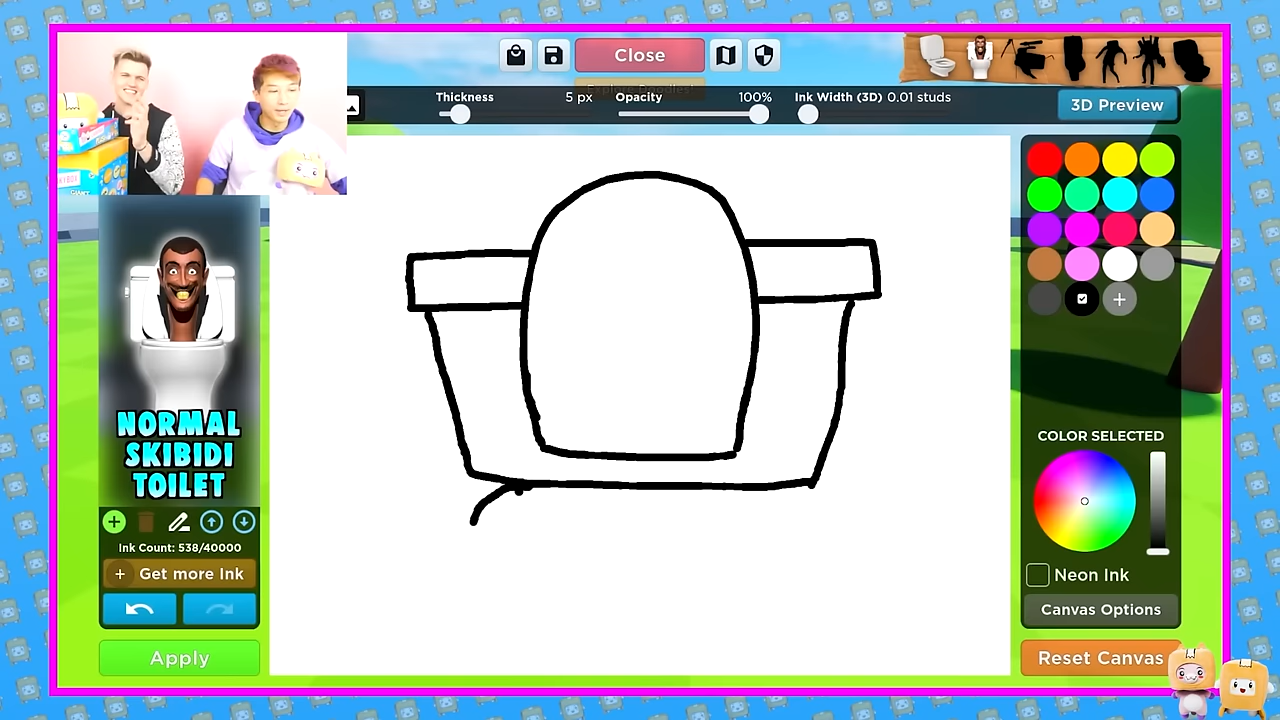 Close
Thickness 5 px Opacity 100% Ink Width (3D) 0.01 studs
3D Preview
NORMAL
SKIBIDI
TOILET
Ink Count: 538/40000
+ Get more Ink
Apply
COLOR SELECTED
Neon Ink
Canvas Options
Reset Canvas